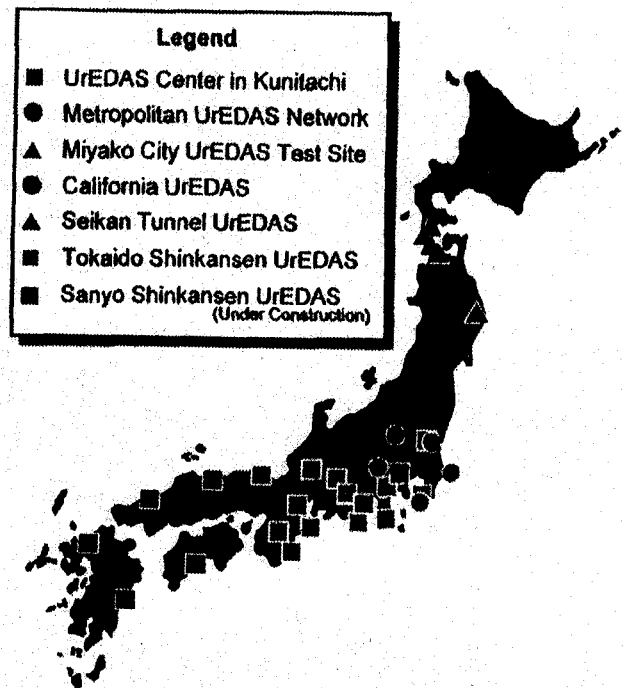 Legend
UrEDAS Center in Kunitachi
Metropolitan UrEDAS Network
Miyako City UrEDAS Test Site
California UrEDAS
Seikan Tunnel UrEDAS
Tokaido Shinkansen UrEDAS
Sanyo Shinkansen UrEDAS
(Under Construction)